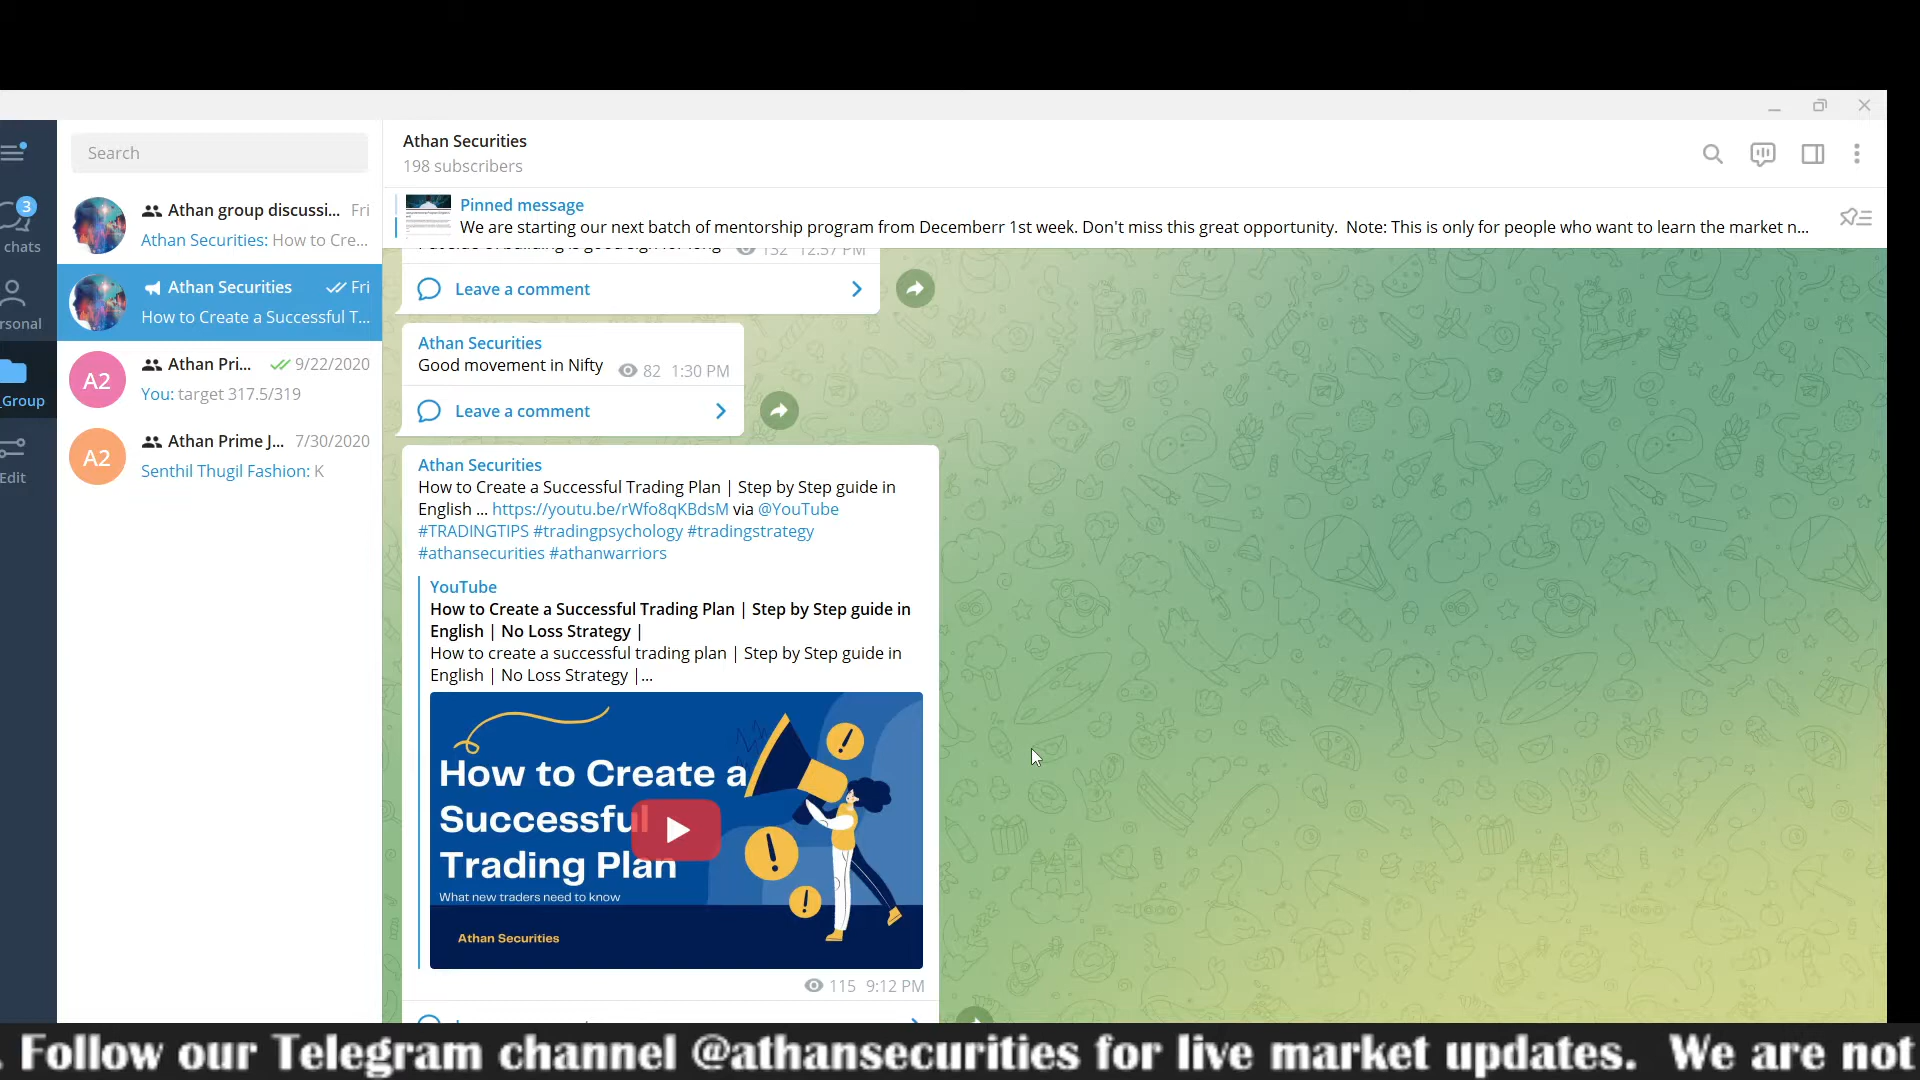 Search
chats
3
rsonal
_Group
Edit
Athan group discussi... Fri
Athan Securities: How to Cre...
Athan Securities Fri
How to Create a Successful T...
A2
Athan Pri... 9/22/2020
You: target 317.5/319
A2
Athan Prime J... 7/30/2020
Senthil Thugil Fashion: K
Athan Securities
198 subscribers
Pinned message
We are starting our next batch of mentorship program from Decemberr 1st week. Don't miss this great opportunity. Note: This is only for people who want to learn the market n...
132 12:37 PM
Leave a comment
Athan Securities
Good movement in Nifty 82 1:30 PM
Leave a comment
Athan Securities
How to Create a Successful Trading Plan | Step by Step guide in
English ... https://youtu.be/rWfo8qKBdsM via @YouTube
#TRADINGTIPS #tradingpsychology #tradingstrategy
#athansecurities #athanwarriors
YouTube
How to Create a Successful Trading Plan | Step by Step guide in
English | No Loss Strategy |
How to create a successful trading plan | Step by Step guide in
English | No Loss Strategy |...
How to Create a
Successful
Trading Plan
What new traders need to know
Athan Securities
115 9:12 PM
. Follow our Telegram channel @athansecurities for live market updates. We are not